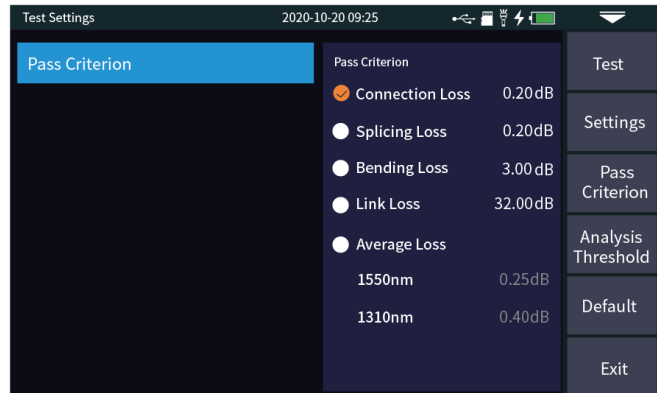 Test Settings 2020-10-20 09:25
Pass Criterion
Pass Criterion
Connection Loss 0.20dB
Splicing Loss 0.20dB
Bending Loss 3.00 dB
Link Loss 32.00dB
Average Loss
1550nm 0.25dB
1310nm 0.40dB
Test
Settings
Pass
Criterion
Analysis
Threshold
Default
Exit